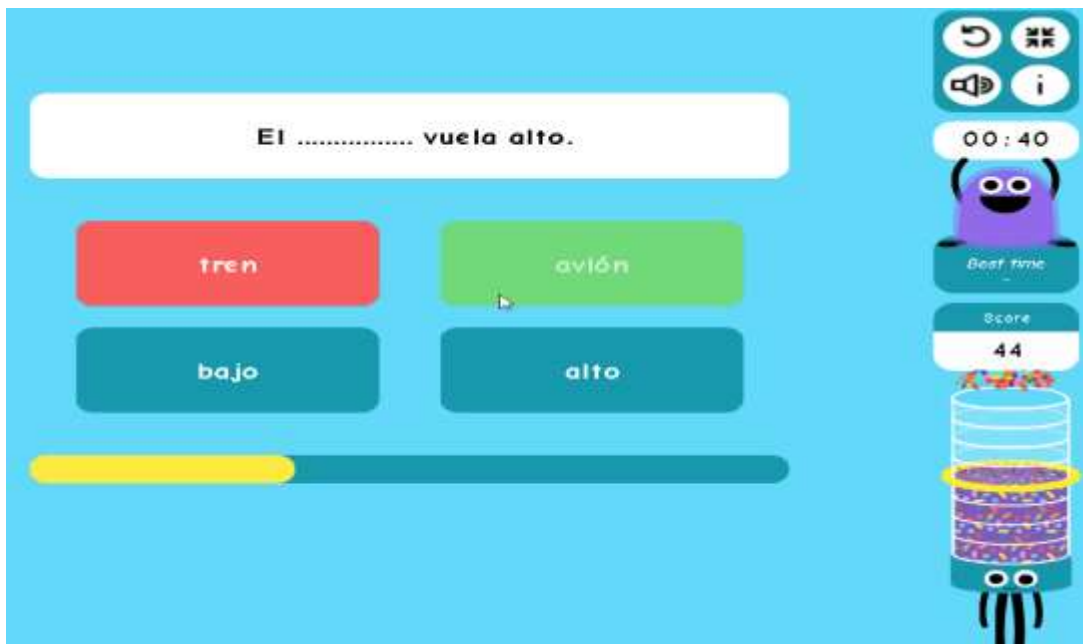 El ................ vuela alto.
tren
avión
bajo
alto
i
00:40
Best time
-
Score
44